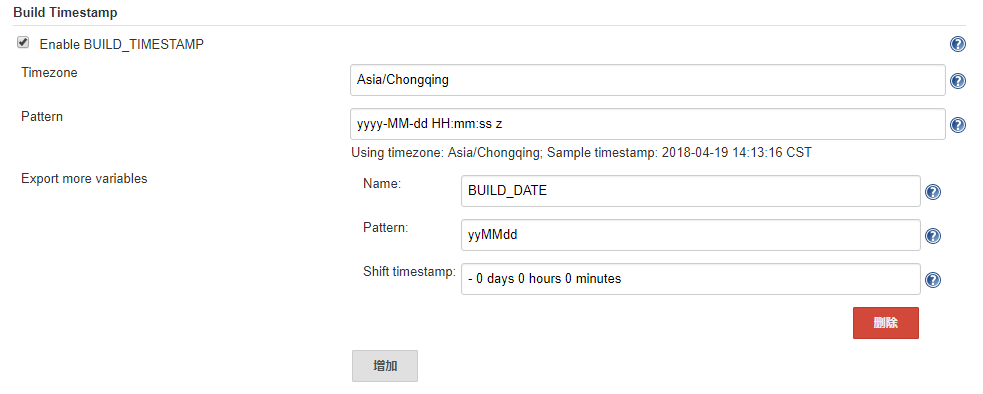 Build Timestamp
Enable BUILD_TIMESTAMP
Timezone
Asia/Chongqing
Pattern
yyyy-MM-dd HH:mm:ss z
Using timezone: Asia/Chongqing; Sample timestamp: 2018-04-19 14:13:16 CST
Export more variables
Name:
BUILD_DATE
Pattern:
yyMMdd
Shift timestamp:
- 0 days 0 hours 0 minutes
删除
增加